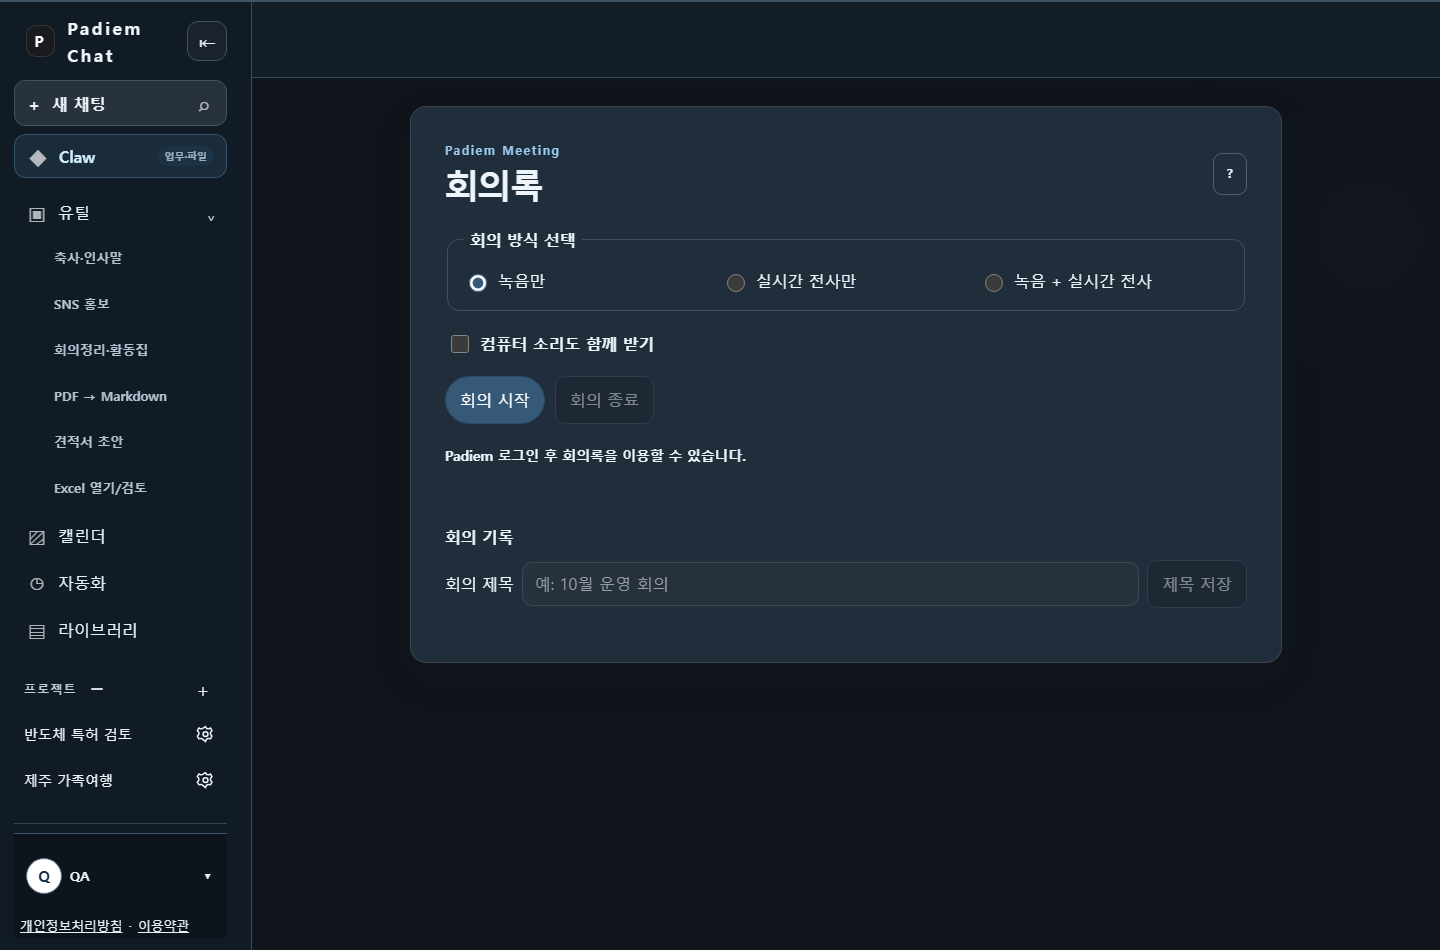 P
Padiem
Chat
+ 새 채팅
Claw 업무·파일
유틸
축사·인사말
SNS 홍보
회의정리·활동집
PDF → Markdown
견적서 초안
Excel 열기/검토
캘린더
자동화
라이브러리
프로젝트 — +
반도체 특허 검토
제주 가족여행
Q QA
개인정보처리방침 · 이용약관
Padiem Meeting
회의록
?
회의 방식 선택
녹음만 실시간 전사만 녹음 + 실시간 전사
컴퓨터 소리도 함께 받기
회의 시작 회의 종료
Padiem 로그인 후 회의록을 이용할 수 있습니다.
회의 기록
회의 제목 예: 10월 운영 회의 제목 저장